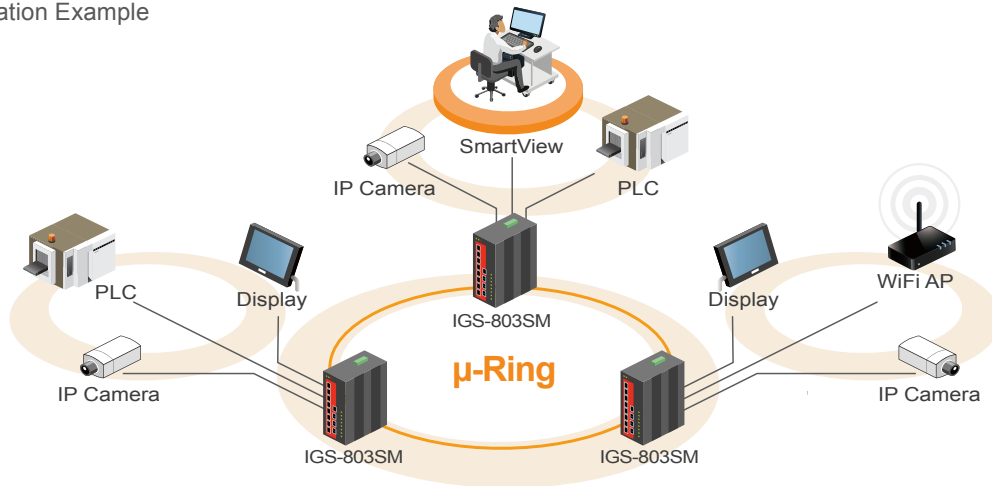 ation Example
SmartView
IP Camera
PLC
PLC
Display
Display
WiFi AP
IGS-803SM
μ-Ring
IP Camera
IP Camera
IGS-803SM
IGS-803SM